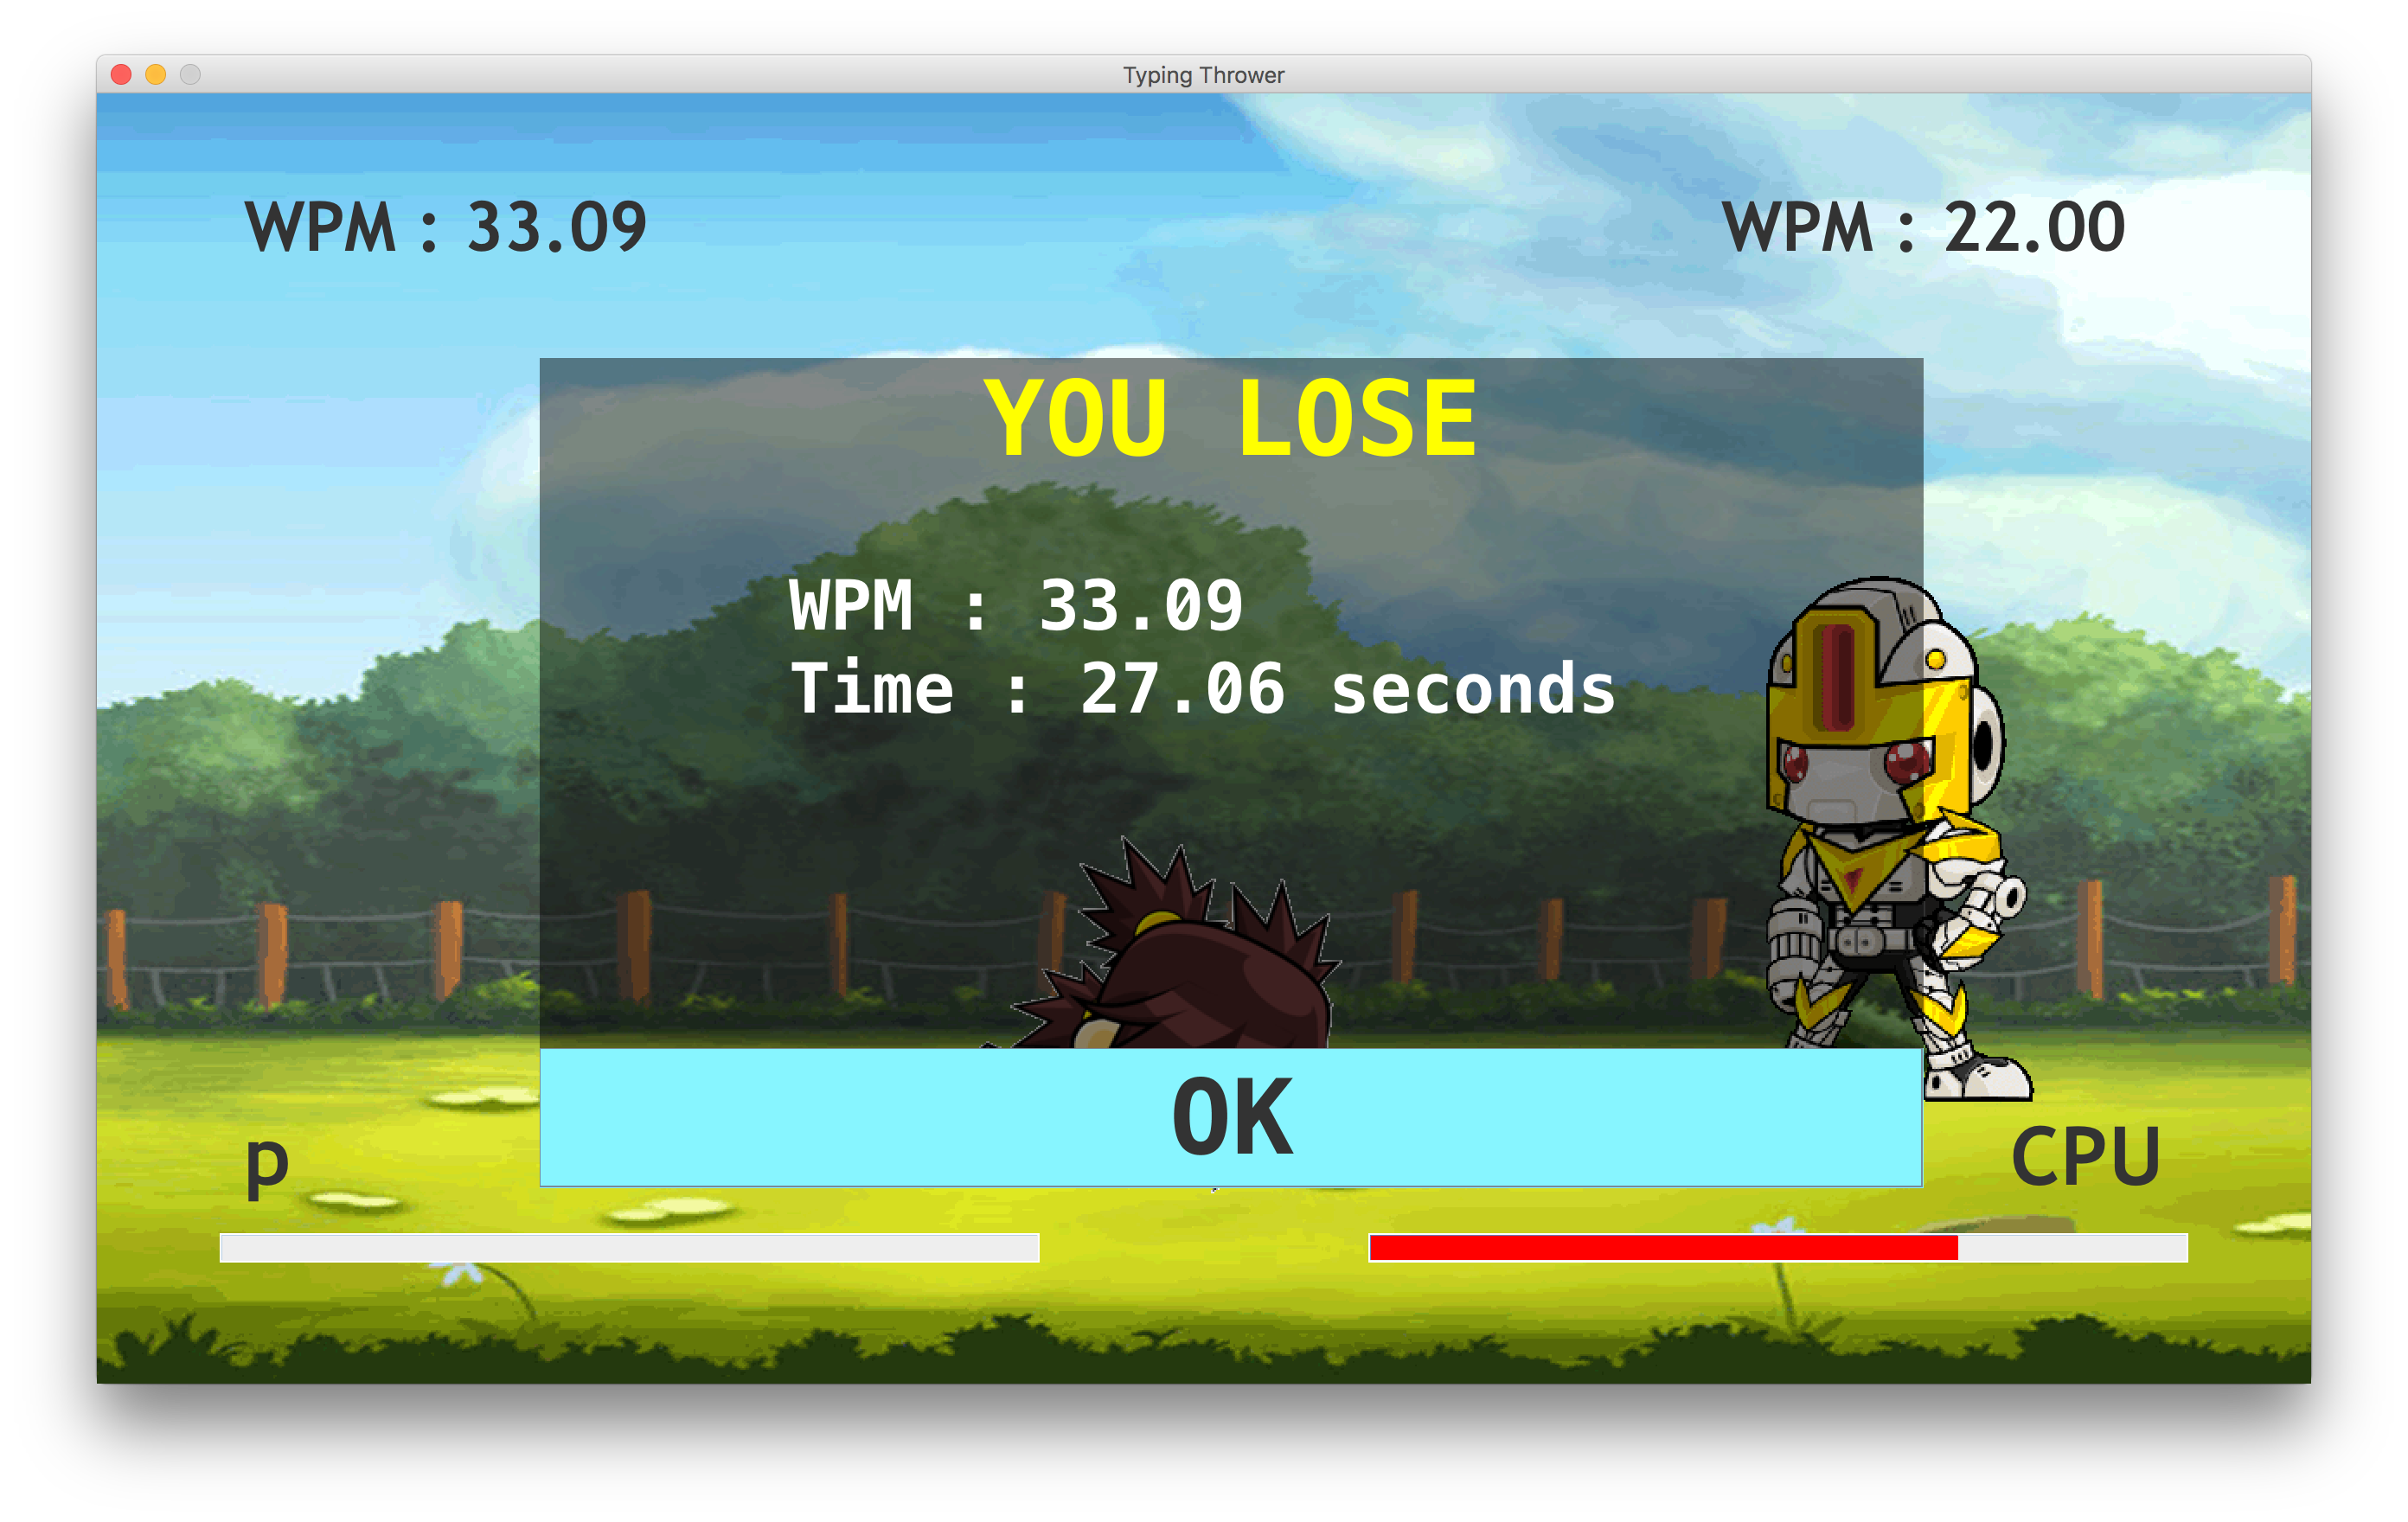 Typing Thrower
WPM : 33.09
WPM : 22.00
YOU LOSE
WPM : 33.09
Time : 27.06 seconds
OK
p
CPU